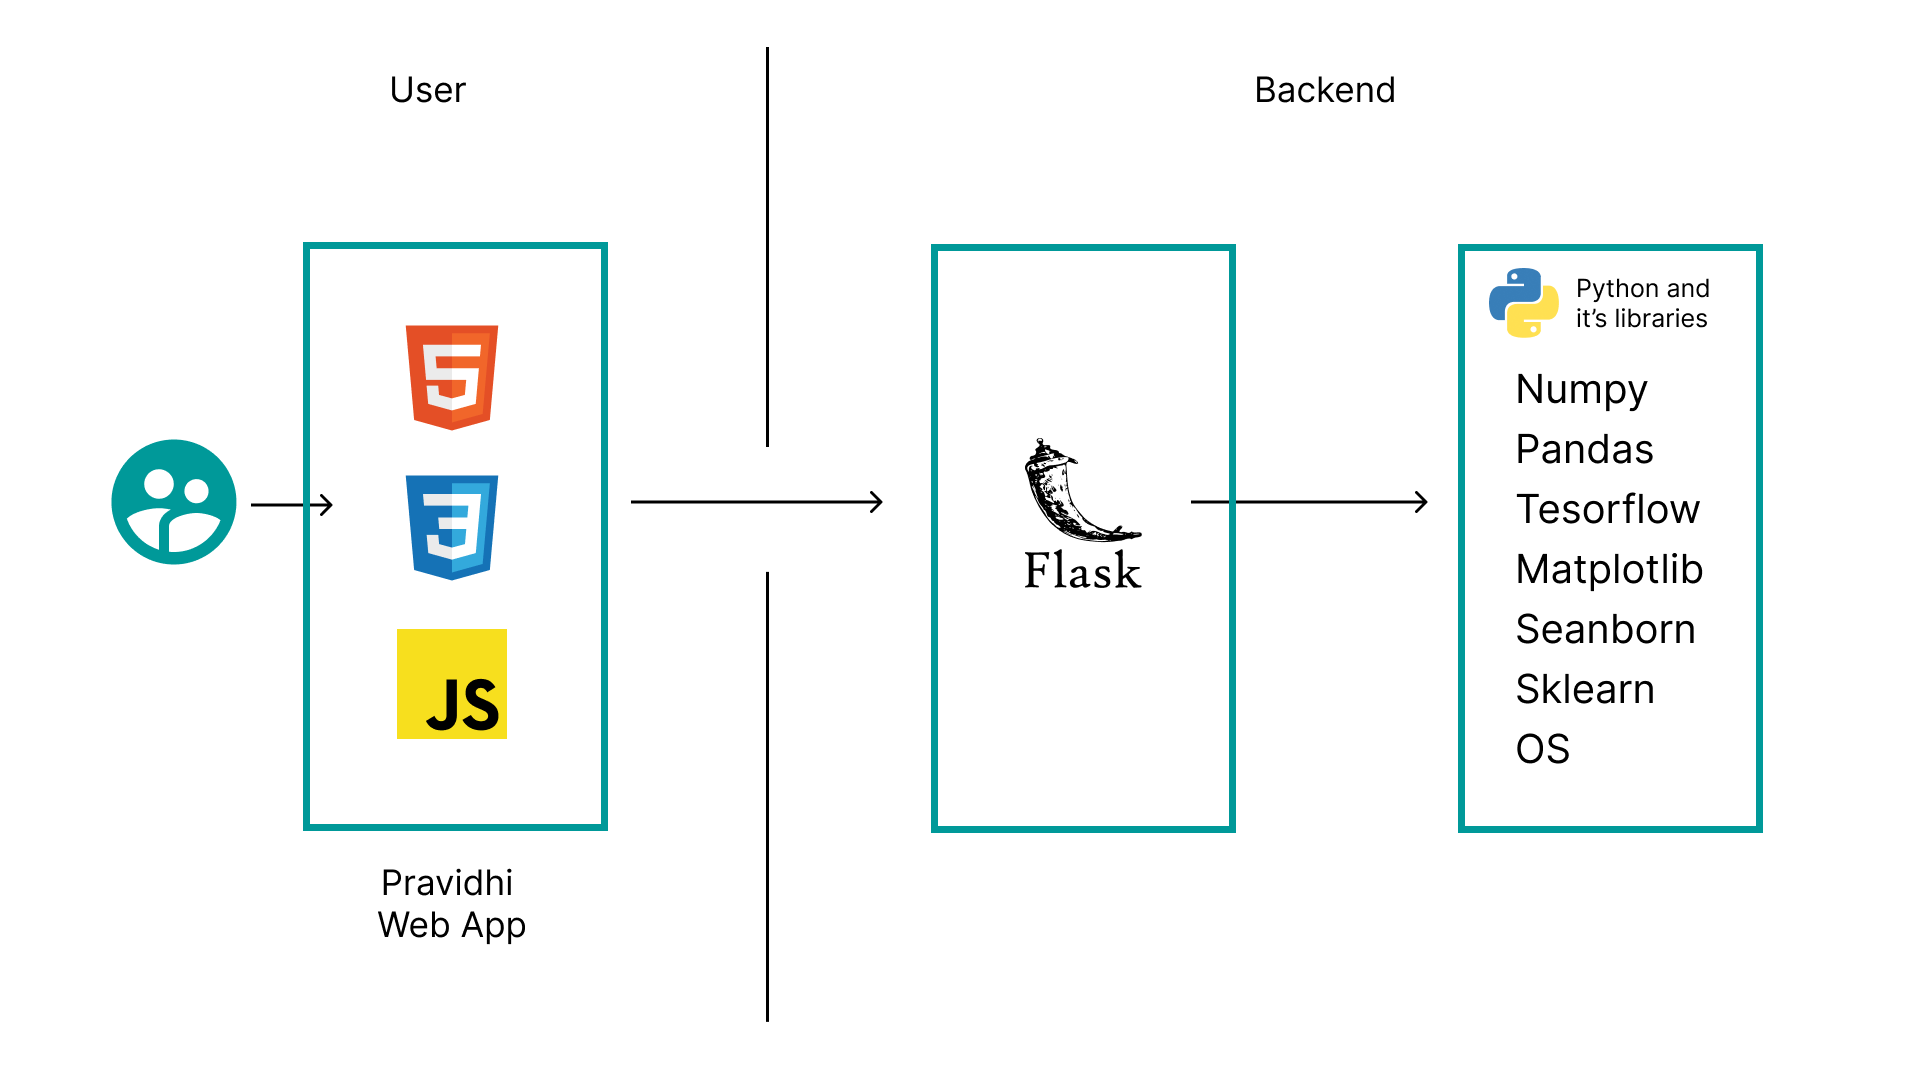 User
Backend
5
3
JS
Pravidhi
Web App
Flask
Python and
it’s libraries
Numpy
Pandas
Tesorflow
Matplotlib
Seanborn
Sklearn
OS